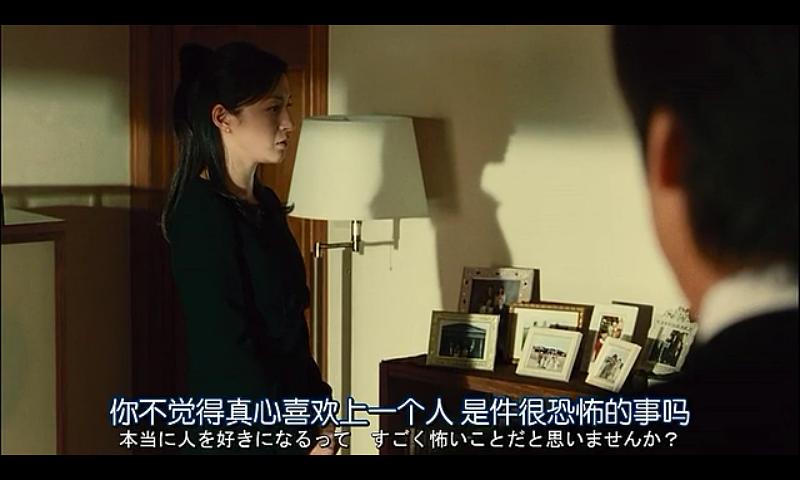 你不觉得真心喜欢上一个人 是件很恐怖的事吗
本当に人を好きになるって すごく怖いことだと思いませんか？